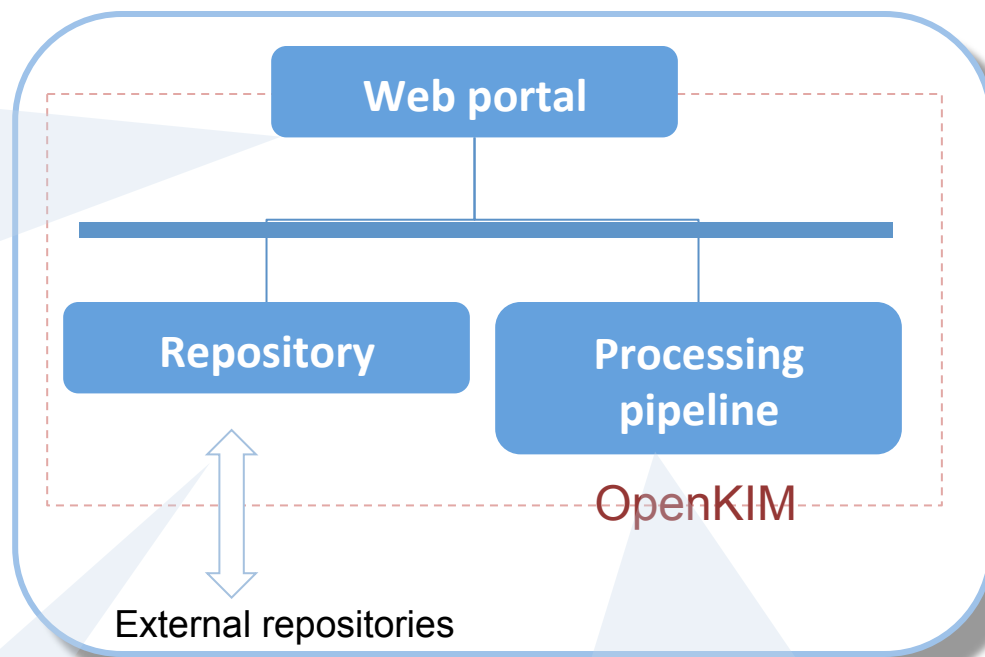 Web portal
Repository
Processing
pipeline
OpenKIM
External repositories